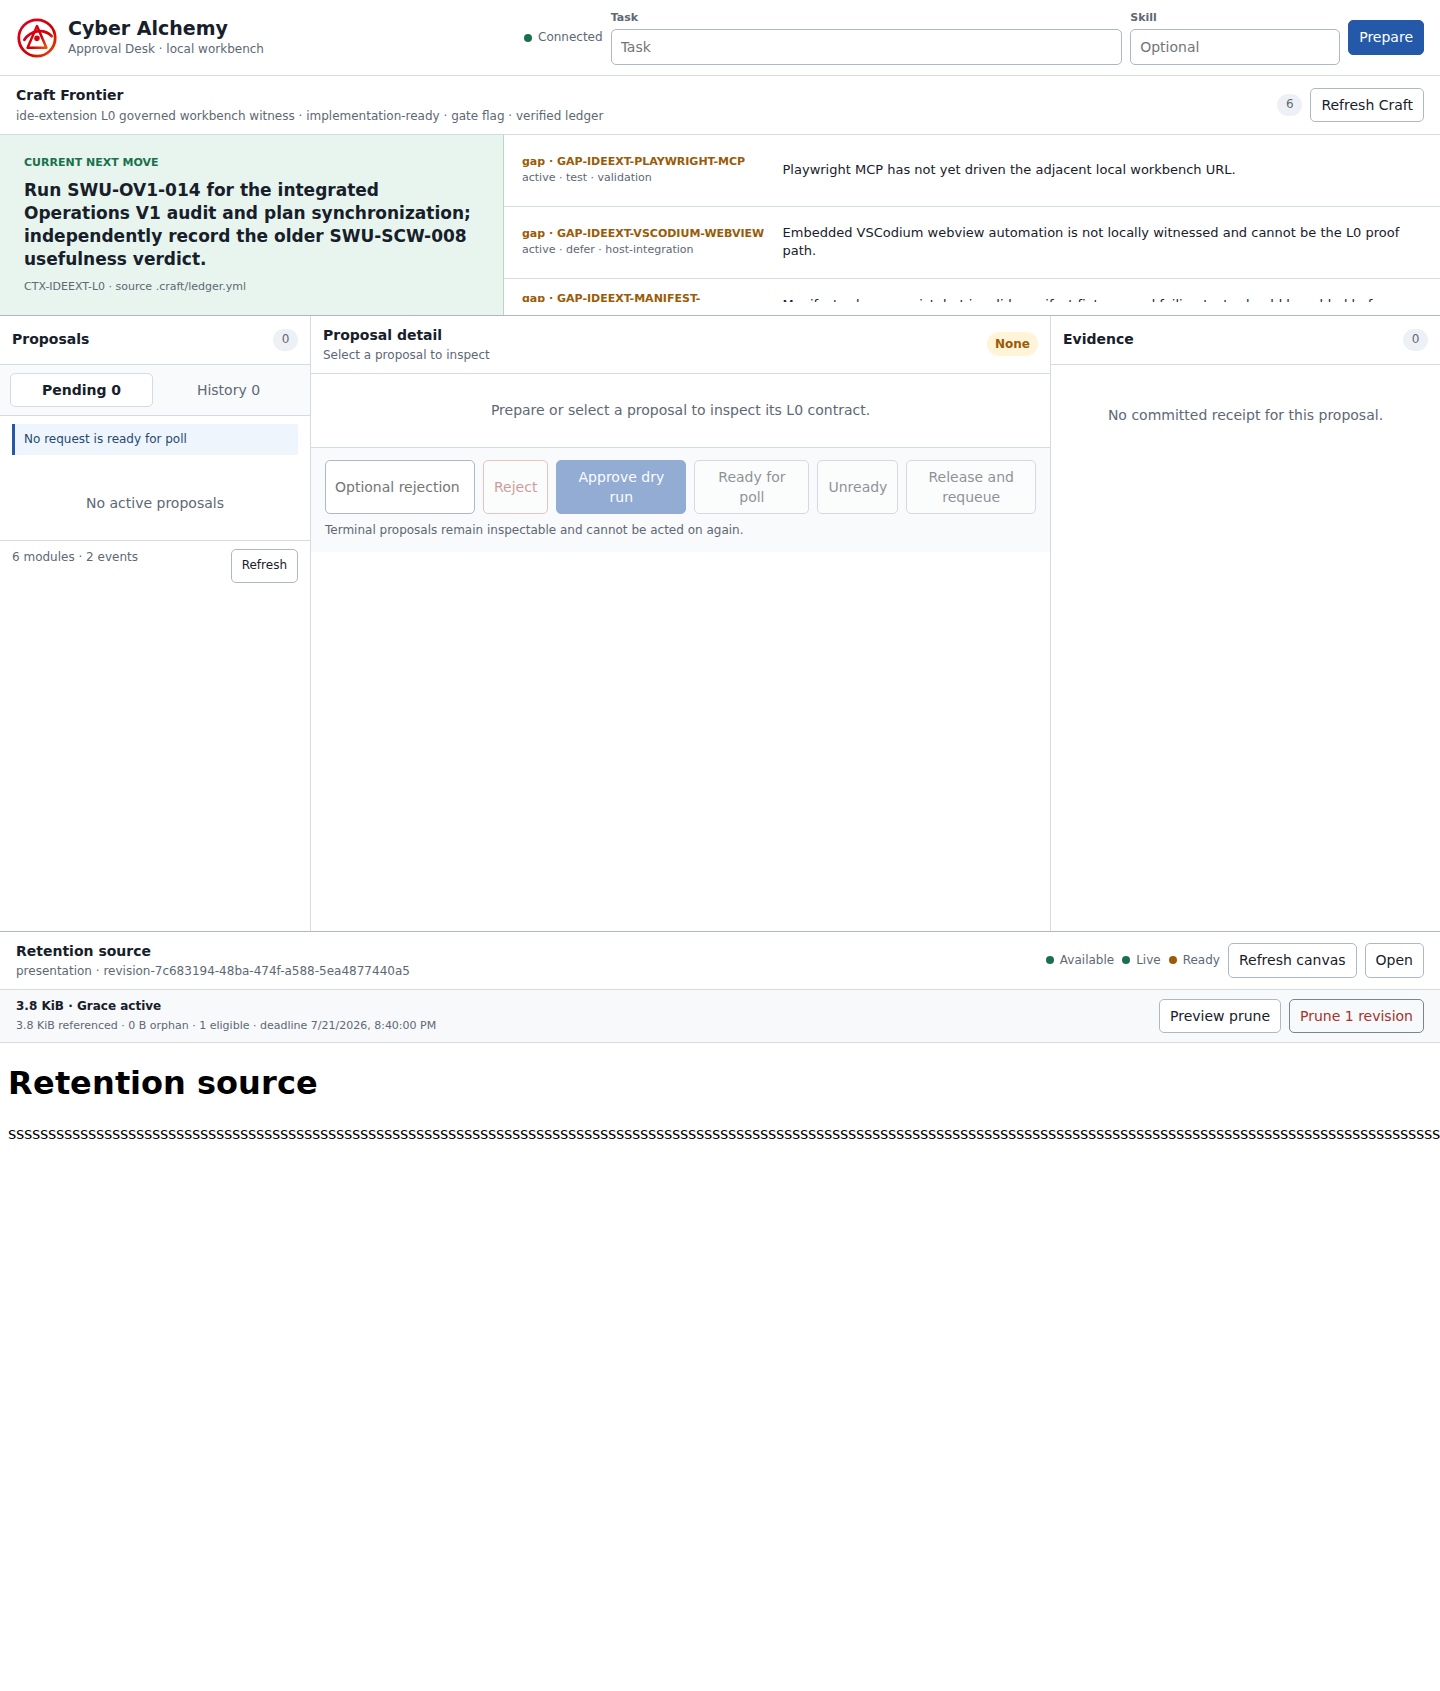 Cyber Alchemy
Approval Desk · local workbench
Connected
Task
Task
Skill
Optional
Prepare
Craft Frontier
ide-extension L0 governed workbench witness · implementation-ready · gate flag · verified ledger
6
Refresh Craft
CURRENT NEXT MOVE
Run SWU-OV1-014 for the integrated
Operations V1 audit and plan synchronization;
independently record the older SWU-SCW-008
usefulness verdict.
CTX-IDEEXT-L0 · source .craft/ledger.yml
gap · GAP-IDEEXT-PLAYWRIGHT-MCP
active · test · validation
Playwright MCP has not yet driven the adjacent local workbench URL.
gap · GAP-IDEEXT-VSCODIUM-WEBVIEW
active · defer · host-integration
Embedded VSCodium webview automation is not locally witnessed and cannot be the L0 proof
path.
gap · GAP-IDEEXT-MANIFEST-
Proposals
0
Pending 0
History 0
No request is ready for poll
No active proposals
6 modules · 2 events
Refresh
Proposal detail
Select a proposal to inspect
None
Prepare or select a proposal to inspect its L0 contract.
Optional rejection
Reject
Approve dry
run
Ready for
poll
Unready
Release and
requeue
Terminal proposals remain inspectable and cannot be acted on again.
Evidence
0
No committed receipt for this proposal.
Retention source
presentation · revision-7c683194-48ba-474f-a588-5ea4877440a5
Available
Live
Ready
Refresh canvas
Open
3.8 KiB · Grace active
3.8 KiB referenced · 0 B orphan · 1 eligible · deadline 7/21/2026, 8:40:00 PM
Preview prune
Prune 1 revision
Retention source